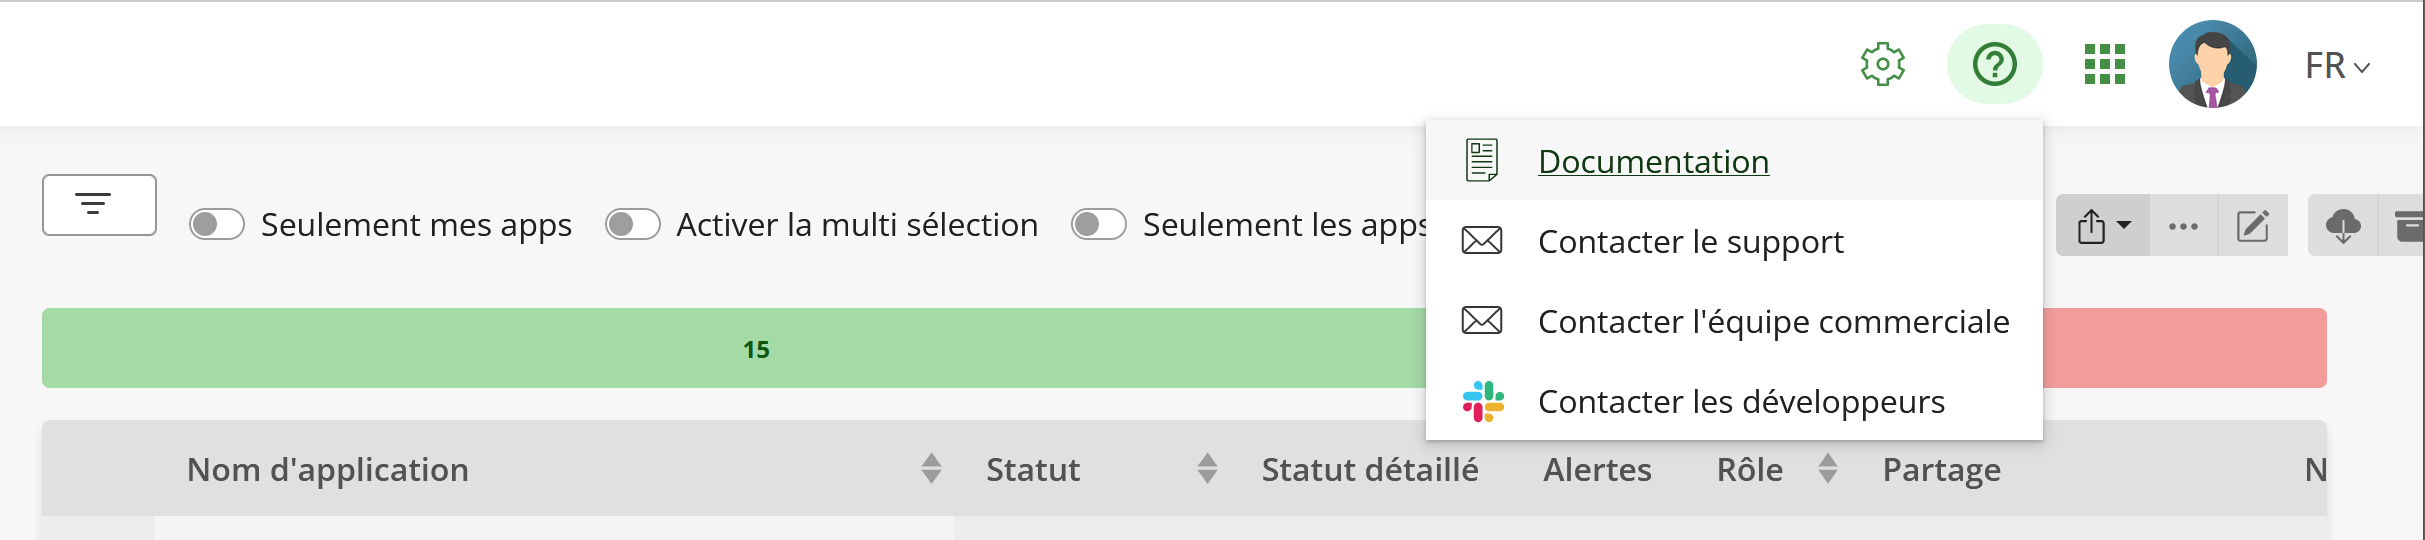 FR
Documentation
Seulement mes apps
Activer la multi sélection
Seulement les apps
Contacter le support
Contacter l'équipe commerciale
15
Contacter les développeurs
Nom d'application
Statut
Statut détaillé
Alertes
Rôle
Partage
N